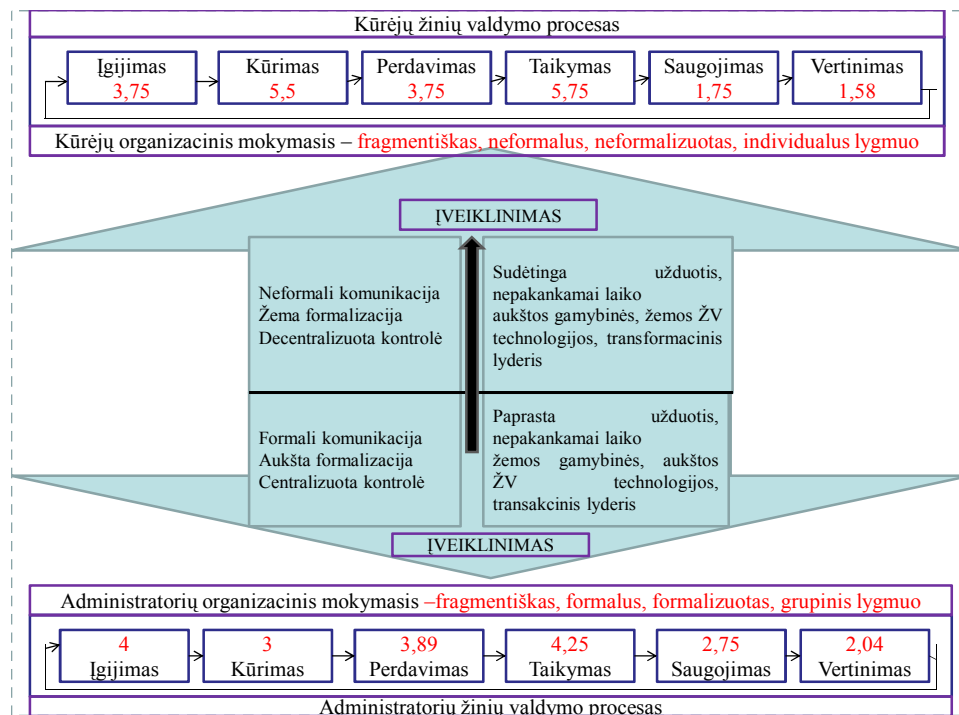 Kūrėjų žinių valdymo procesas
Įgijimas
3,75
Kūrimas
5,5
Perdavimas
3,75
Taikymas
5,75
Saugojimas
1,75
Vertinimas
1,58
Kūrėjų organizacinis mokymasis – fragmentiškas, neformalus, neformalizuotas, individualus lygmuo
ĮVEIKLINIMAS
Neformali komunikacija
Žema formalizacija
Decentralizuota kontrolė
Sudėtinga užduotis,
nepakankamai laiko
aukštos gamybinės, žemos ŽV
technologijos, transformacinis
lyderis
Formali komunikacija
Aukšta formalizacija
Centralizuota kontrolė
Paprasta užduotis,
nepakankamai laiko
žemos gamybinės, aukštos
ŽV technologijos,
transakcinis lyderis
ĮVEIKLINIMAS
Administratorių organizacinis mokymasis –fragmentiškas, formalus, formalizuotas, grupinis lygmuo
4
Įgijimas
3
Kūrimas
3,89
Perdavimas
4,25
Taikymas
2,75
Saugojimas
2,04
Vertinimas
Administratorių žinių valdymo procesas